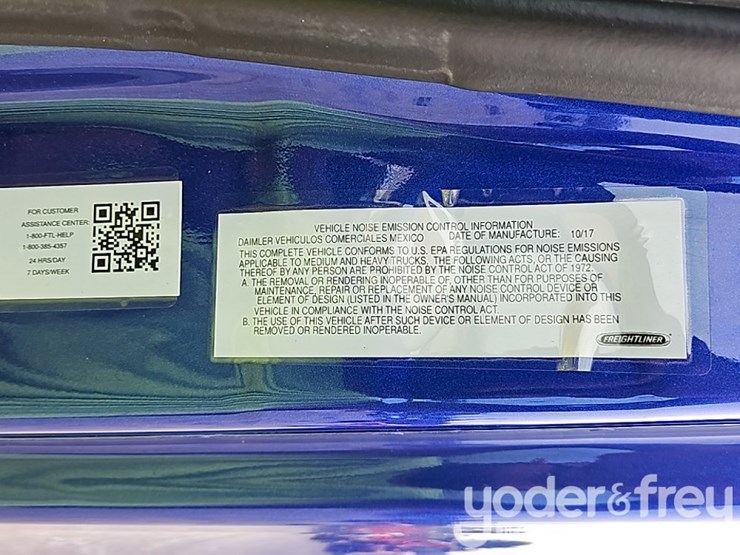 FOR CUSTOMER
ASSISTANCE CENTER:
1-800-FTL-HELP
1-800-385-4357
24 HRS/DAY
7 DAYS/WEEK
VEHICLE NOISE EMISSION CONTROL INFORMATION
DAIMLER VEHICULOS COMERCIALES MEXICO DATE OF MANUFACTURE: 10/17
THIS COMPLETE VEHICLE CONFORMS TO U.S. EPA REGULATIONS FOR NOISE EMISSIONS
APPLICABLE TO MEDIUM AND HEAVY TRUCKS. THE FOLLOWING ACTS, OR THE CAUSING
THEREOF BY ANY PERSON ARE PROHIBITED BY THE NOISE CONTROL ACT OF 1972:
A. THE REMOVAL OR RENDERING INOPERABLE OF, OTHER THAN FOR PURPOSES OF
MAINTENANCE, REPAIR OR REPLACEMENT OF ANY NOISE CONTROL DEVICE OR
ELEMENT OF DESIGN (LISTED IN THE OWNER'S MANUAL) INCORPORATED INTO THIS
VEHICLE IN COMPLIANCE WITH THE NOISE CONTROL ACT.
B. THE USE OF THIS VEHICLE AFTER SUCH DEVICE OR ELEMENT OF DESIGN HAS BEEN
REMOVED OR RENDERED INOPERABLE.
FREIGHTLINER
yoder&frey